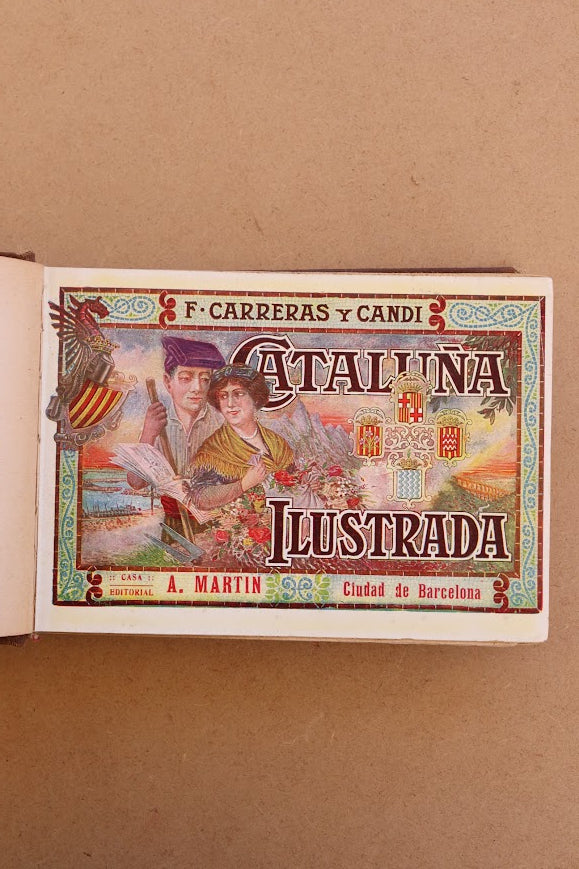 F. CARRERAS Y CANDI
CATALUÑA
ILUSTRADA
:: CASA ::
EDITORIAL
A. MARTIN
Ciudad de Barcelona